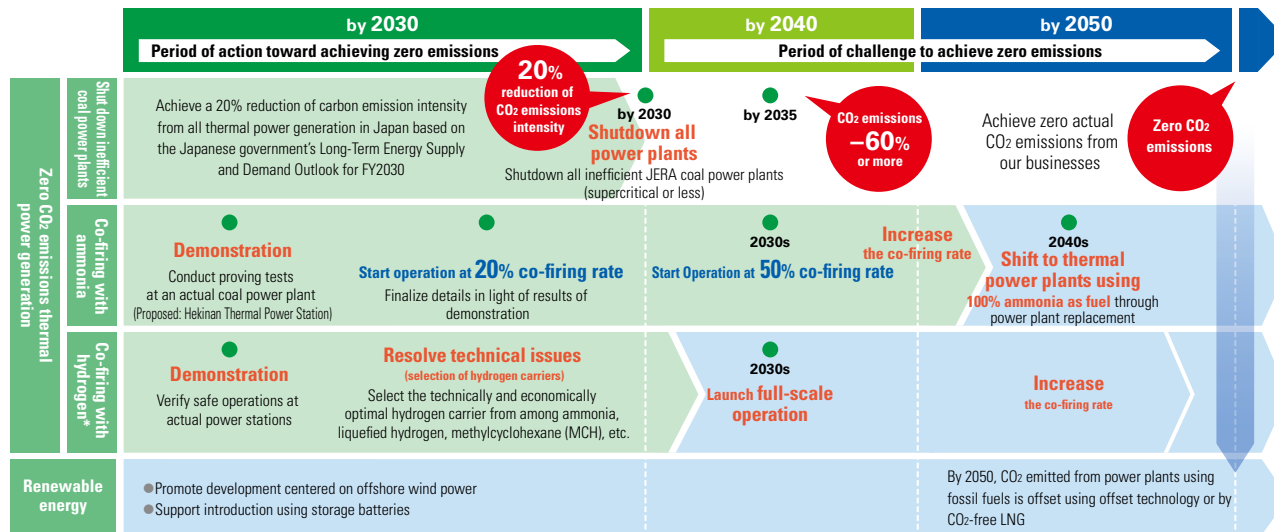 by 2030
by 2040
by 2050
Period of action toward achieving zero emissions
Period of challenge to achieve zero emissions
Zero CO₂ emissions thermal
power generation
Shut down inefficient
coal power plants
Achieve a 20% reduction of carbon emission intensity
from all thermal power generation in Japan based on
the Japanese government's Long-Term Energy Supply
and Demand Outlook for FY2030
20%
reduction of
CO₂ emissions
intensity
by 2030
Shutdown all
power plants
Shutdown all inefficient JERA coal power plants
(supercritical or less)
by 2035
CO₂ emissions
–60%
or more
Achieve zero actual
CO₂ emissions from
our businesses
Zero CO₂
emissions
Co-firing with
ammonia
Demonstration
Conduct proving tests
at an actual coal power plant
(Proposed: Hekinan Thermal Power Station)
Start operation at 20% co-firing rate
Finalize details in light of results of
demonstration
2030s
Start Operation at 50% co-firing rate
Increase
the co-firing rate
2040s
Shift to thermal
power plants using
100% ammonia as fuel through
power plant replacement
Co-firing with
hydrogen*
Demonstration
Verify safe operations at
actual power stations
Resolve technical issues
(selection of hydrogen carriers)
Select the technically and economically
optimal hydrogen carrier from among ammonia,
liquefied hydrogen, methylcyclohexane (MCH), etc.
2030s
Launch full-scale
operation
Increase
the co-firing rate
Renewable
energy
●Promote development centered on offshore wind power
●Support introduction using storage batteries
By 2050, CO₂ emitted from power plants using
fossil fuels is offset using offset technology or by
CO₂-free LNG